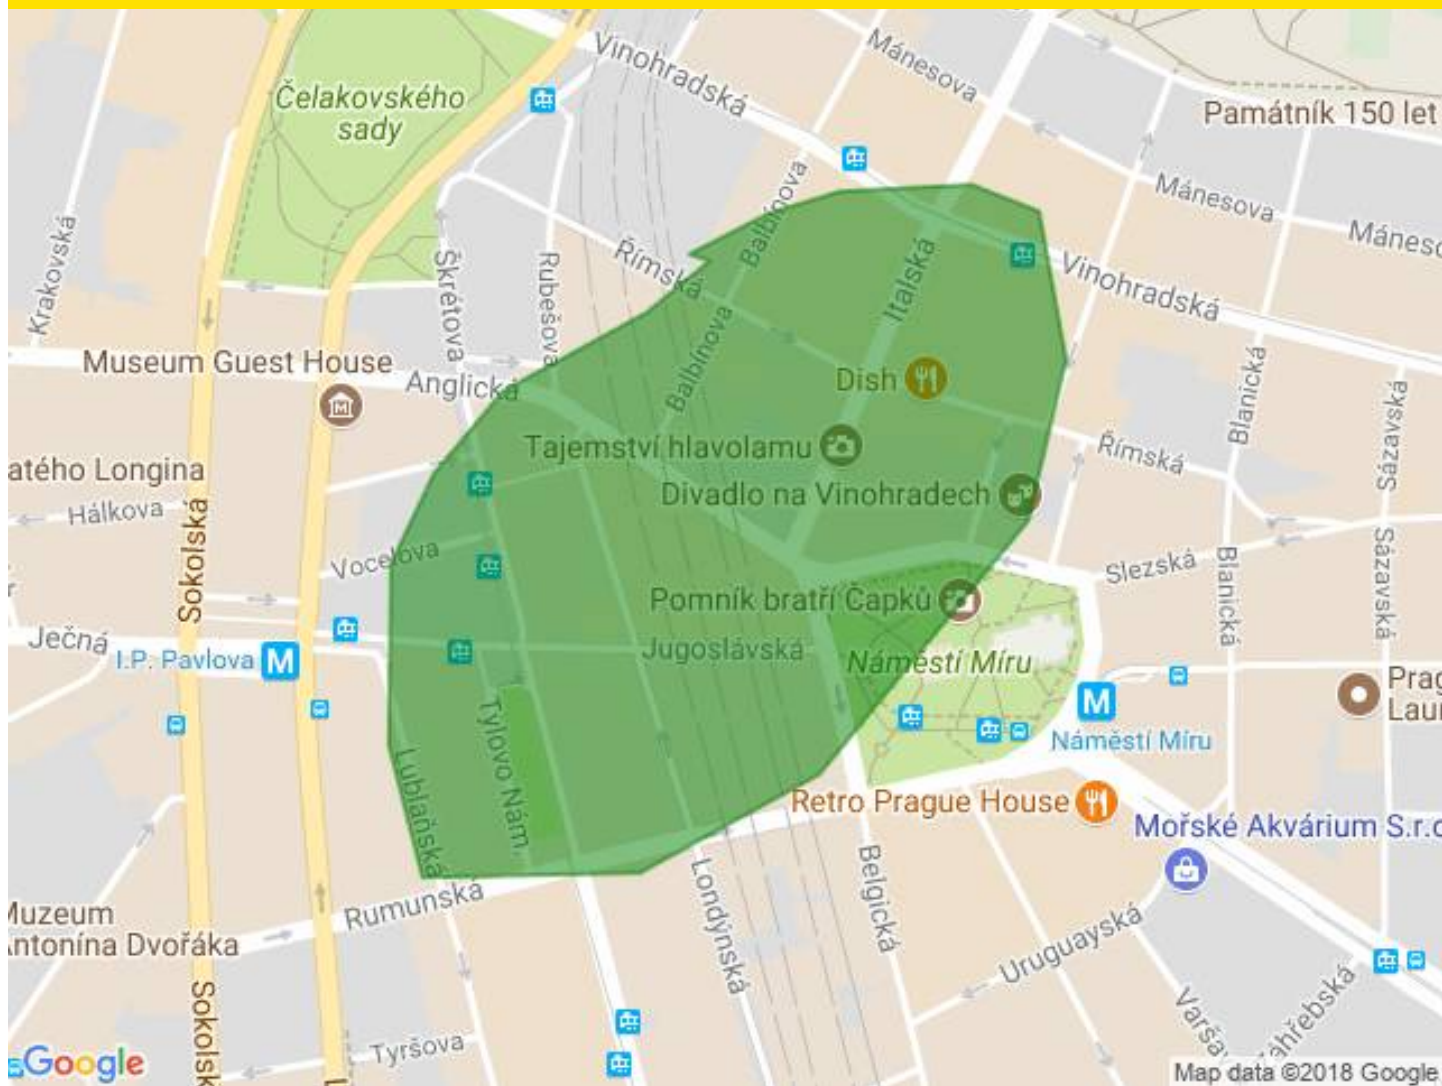 Vinohradská
Mánesova
Čelakovského
sady
Památník 150 let
Mánesova
Krakovská
Balbínova
Škrétova
Rubešova
Římská
Italská
Vinohradská
Museum Guest House
Anglická
Balbínova
Dish
Blanická
Sázavská
Tajemství hlavolamu
Římská
atého Longina
Hálkova
Sokolská
Divadlo na Vinohradech
Vocelova
Slezská
Blanická
Sázavská
Pomník bratří Čapků
Ječná
I.P. Pavlova
M
Jugoslávská
Náměstí Míru
M
Náměstí Míru
Tylovo Nám.
Lublaňská
Retro Prague House
Mořské Akvárium S.r.o
Rumunská
Londýnská
Belgická
Muzeum
Antonína Dvořáka
Uruguayská
Tyršova
Google
Map data ©2018 Google